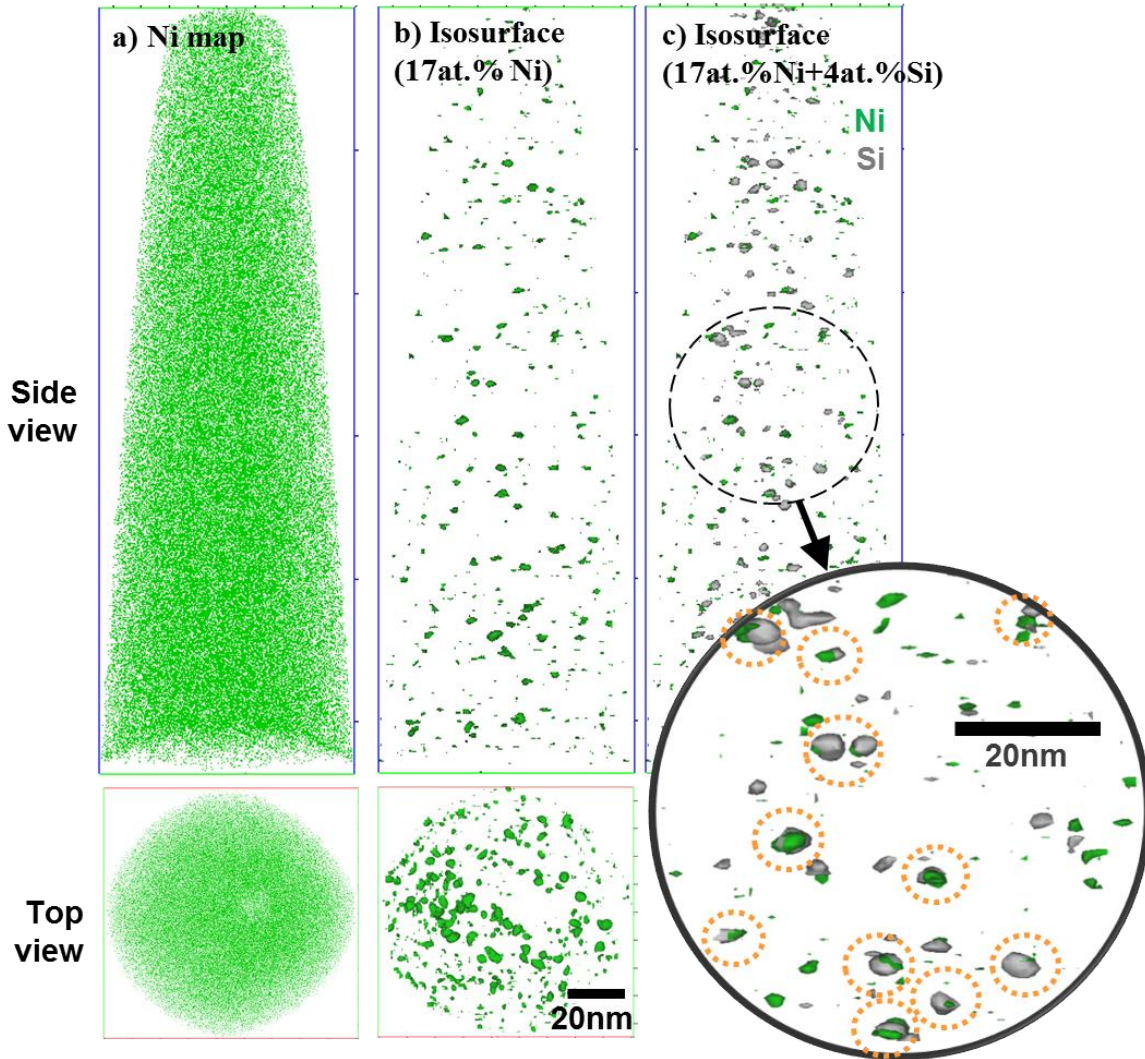 a) Ni map
b) Isosurface
(17at.% Ni)
c) Isosurface
(17at.%Ni+4at.%Si)
Ni
Si
Side
view
20nm
Top
view
20nm